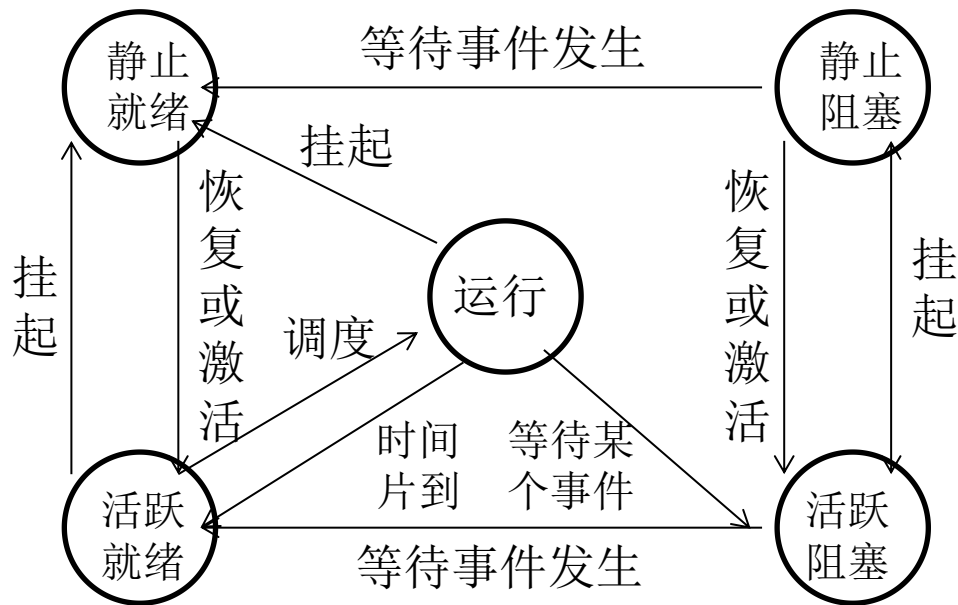 静止
就绪
等待事件发生
静止
阻塞
挂起
恢复或激活
恢复或激活
挂起
运行
挂起
调度
时间
片到
等待某
个事件
活跃
就绪
等待事件发生
活跃
阻塞